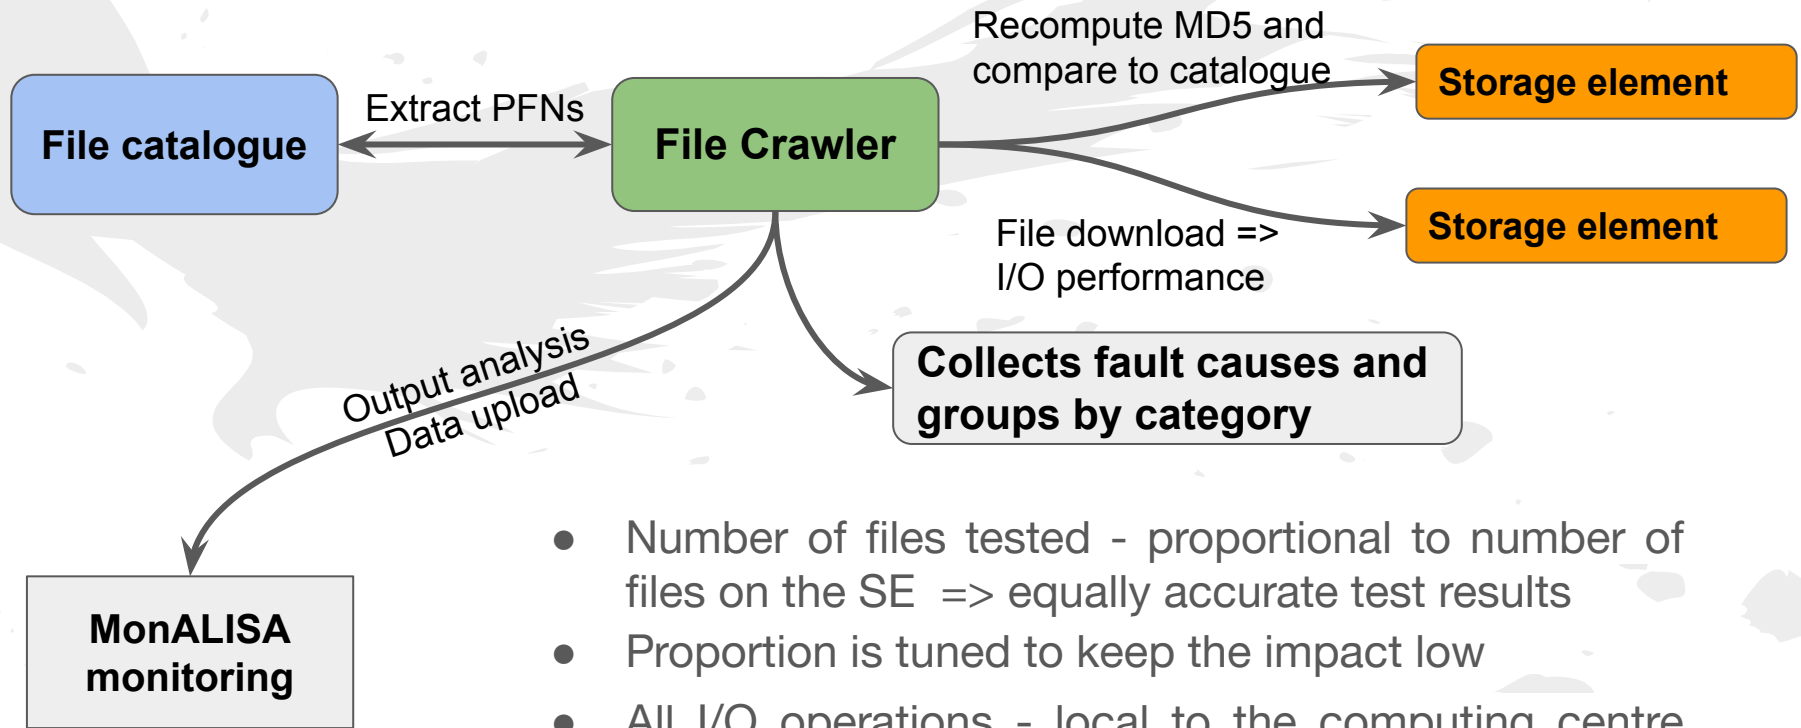 Recompute MD5 and
compare to catalogue
Storage element
File catalogue
Extract PFNs
File Crawler
Storage element
File download =>
I/O performance
Output analysis
Data upload
Collects fault causes and
groups by category
MonALISA
monitoring
● Number of files tested - proportional to number of
files on the SE => equally accurate test results
● Proportion is tuned to keep the impact low
● All I/O operations - local to the computing centre